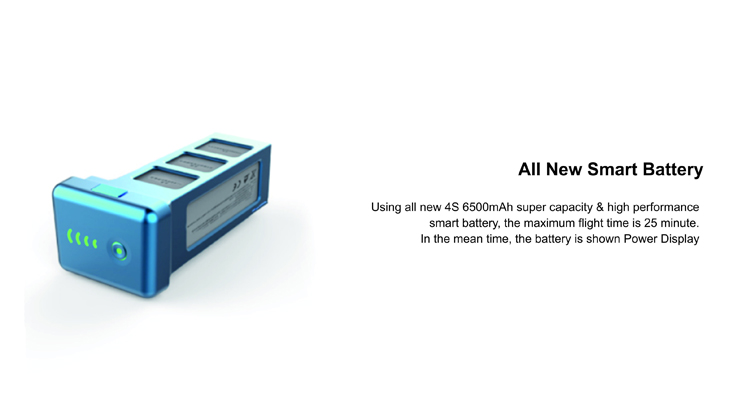 All New Smart Battery
Using all new 4S 6500mAh super capacity & high performance
smart battery, the maximum flight time is 25 minute.
In the mean time, the battery is shown Power Display